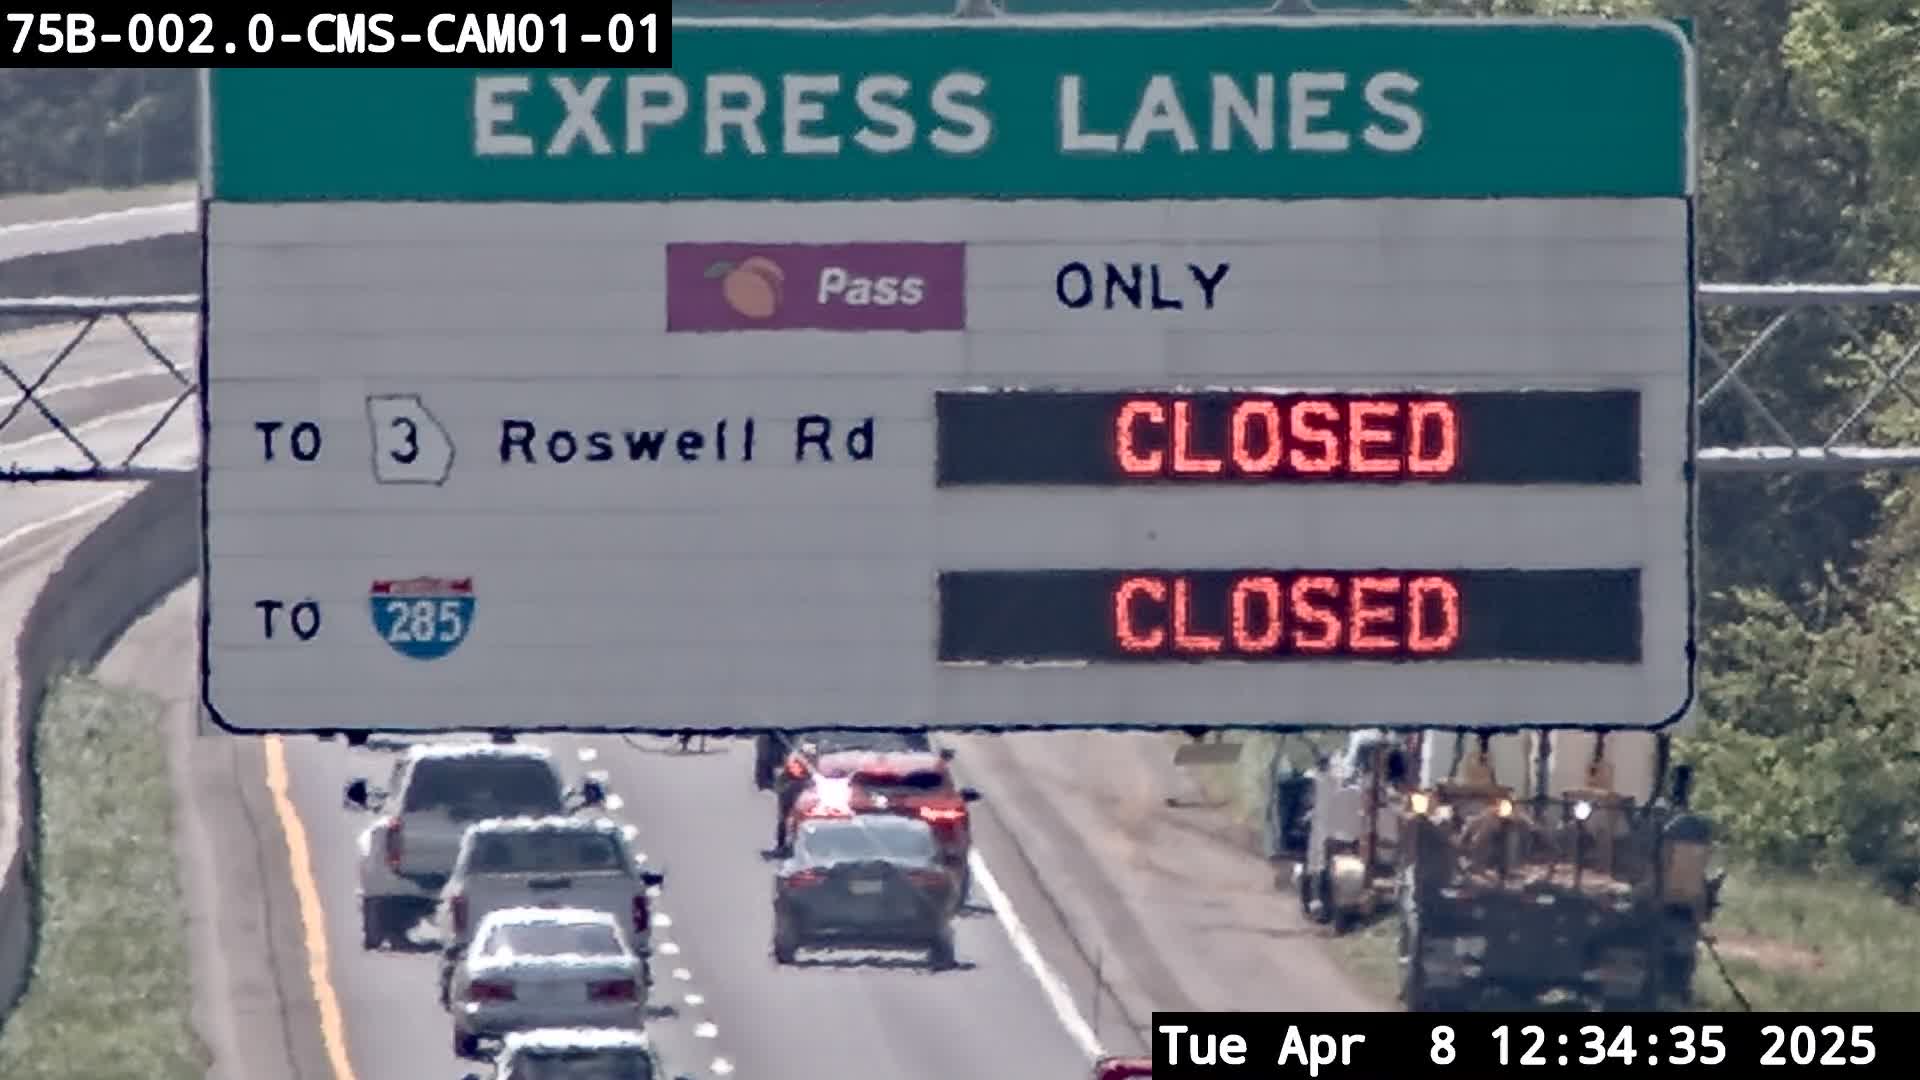 75B-002.0-CMS-CAM01-01
EXPRESS LANES
Pass ONLY
TO 3 Roswell Rd CLOSED
TO 285 CLOSED
Tue Apr 8 12:34:35 2025